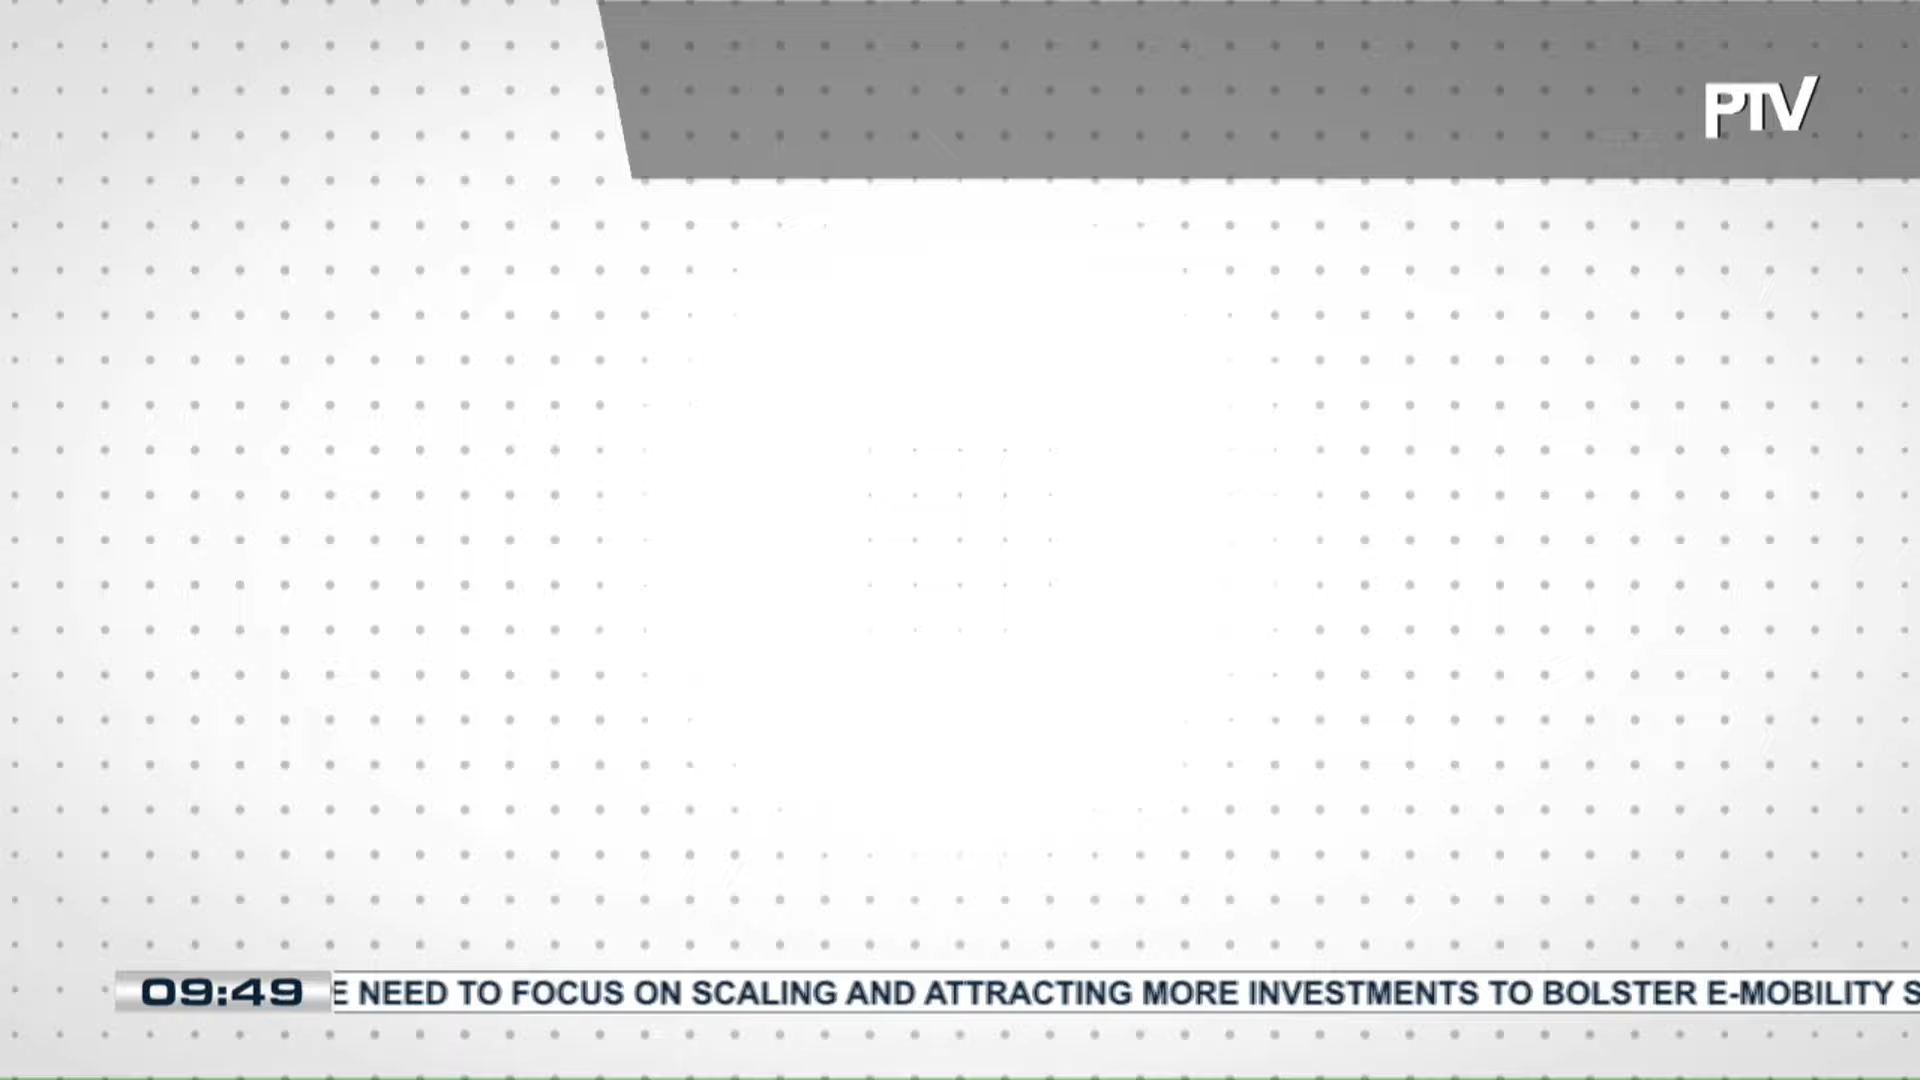 PTV
09:49 E NEED TO FOCUS ON SCALING AND ATTRACTING MORE INVESTMENTS TO BOLSTER E-MOBILITY S